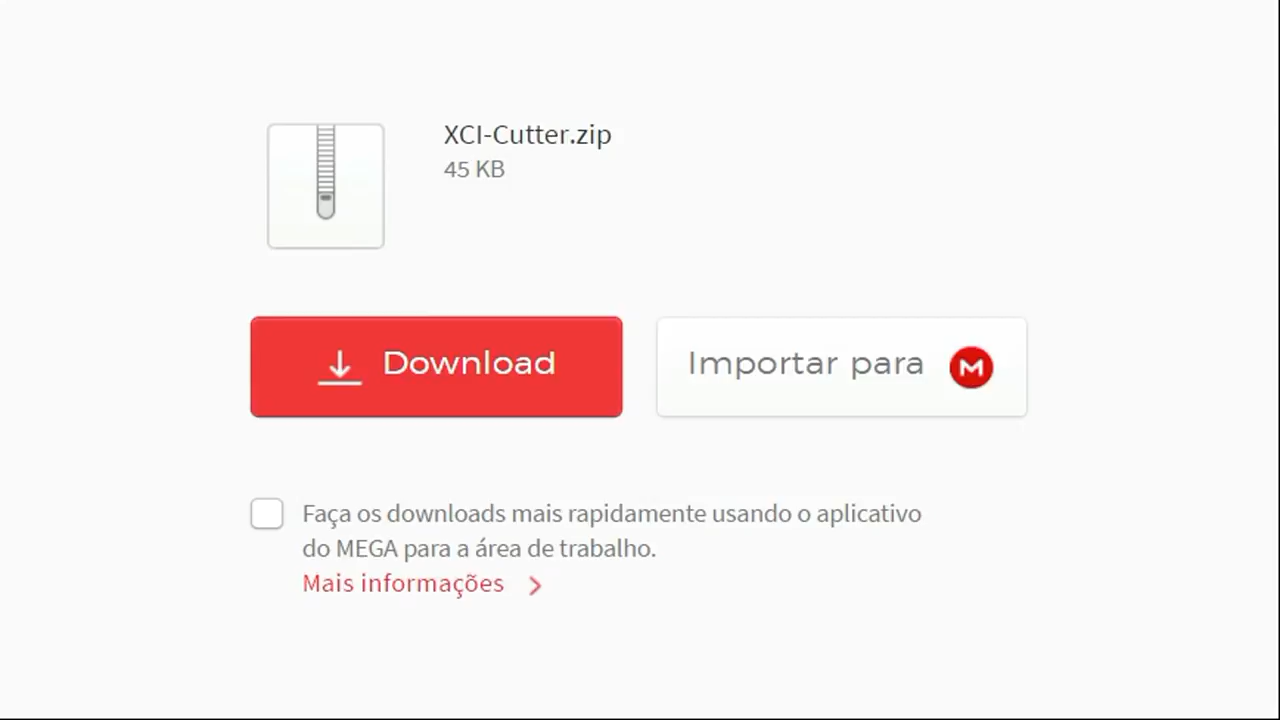 XCI-Cutter.zip
45 KB
Download
Importar para M
Faça os downloads mais rapidamente usando o aplicativo
do MEGA para a área de trabalho.
Mais informações